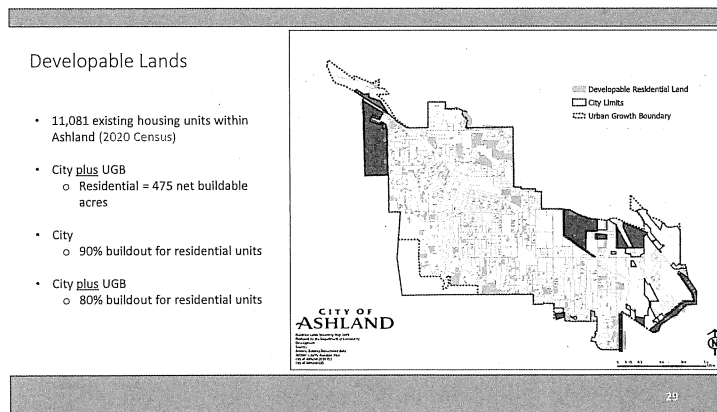 Developable Lands
• 11,081 existing housing units within
Ashland (2020 Census)
• City plus UGB
o Residential = 475 net buildable
acres
• City
o 90% buildout for residential units
• City plus UGB
o 80% buildout for residential units
Developable Residential Land
City Limits
Urban Growth Boundary
CITY OF
ASHLAND
29